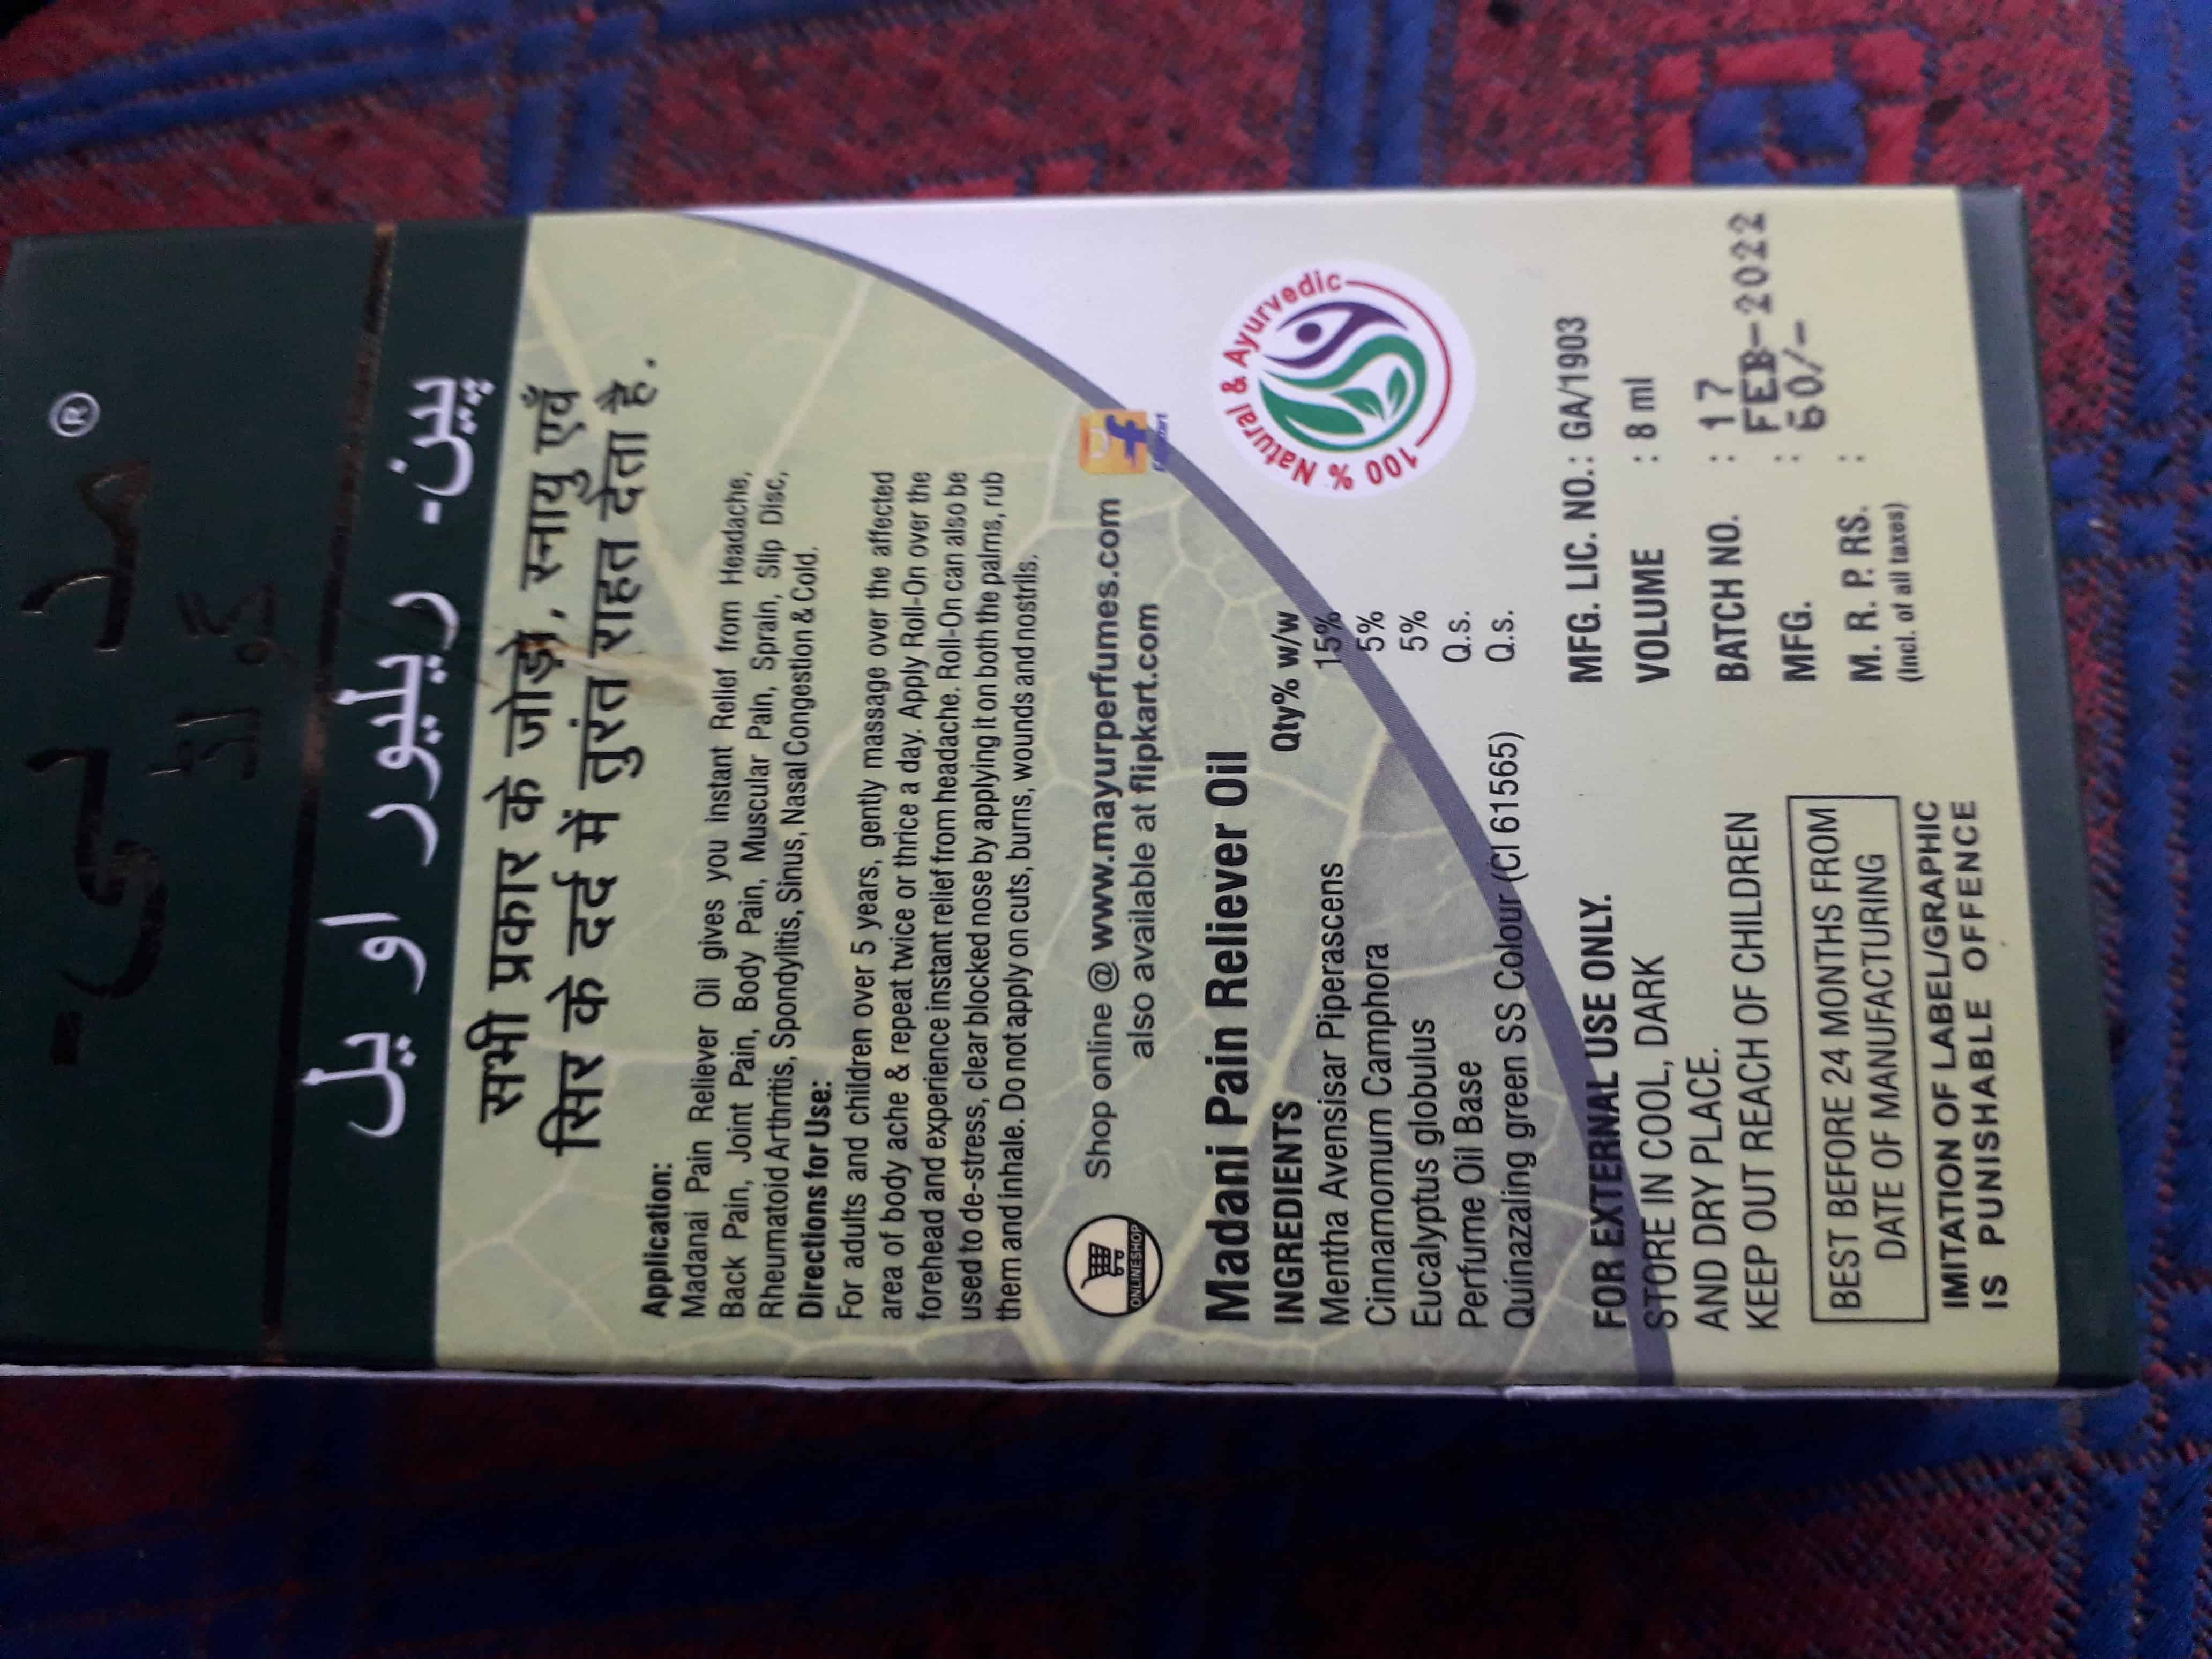 ®
مدنی
گولڈ
پین - ریلیور اویل
सभी प्रकार के जोड़ो, स्नायु एवँ
सिर के दर्द में तुरंत राहत देता है.
Application:
Madanai Pain Reliever Oil gives you Instant Relief from Headache,
Back Pain, Joint Pain, Body Pain, Muscular Pain, Sprain, Slip Disc,
Rheumatoid Arthritis, Spondylitis, Sinus, Nasal Congestion & Cold.
Directions for Use:
For adults and children over 5 years, gently massage over the affected
area of body ache & repeat twice or thrice a day. Apply Roll-On over the
forehead and experience instant relief from headache. Roll-On can also be
used to de-stress, clear blocked nose by applying it on both the palms, rub
them and inhale. Do not apply on cuts, burns, wounds and nostrils.
ONLINE SHOP
Shop online @ www.mayurperfumes.com
also available at flipkart.com
f
Madani Pain Reliever Oil
INGREDIENTS Qty% w/w
Mentha Avensisar Piperascens 15%
Cinnamomum Camphora 5%
Eucalyptus globulus 5%
Perfume Oil Base Q.s.
Quinazaling green SS Colour (CI 61565) Q.s.
100 % Natural & Ayurvedic
FOR EXTERNAL USE ONLY.
STORE IN COOL, DARK
AND DRY PLACE.
KEEP OUT REACH OF CHILDREN
BEST BEFORE 24 MONTHS FROM
DATE OF MANUFACTURING
IMITATION OF LABEL/GRAPHIC
IS PUNISHABLE OFFENCE
MFG. LIC. NO.: GA/1903
VOLUME : 8 ml
BATCH NO. : 17
MFG. : FEB-2022
M. R. P. RS. : 60/-
(Incl. of all taxes)